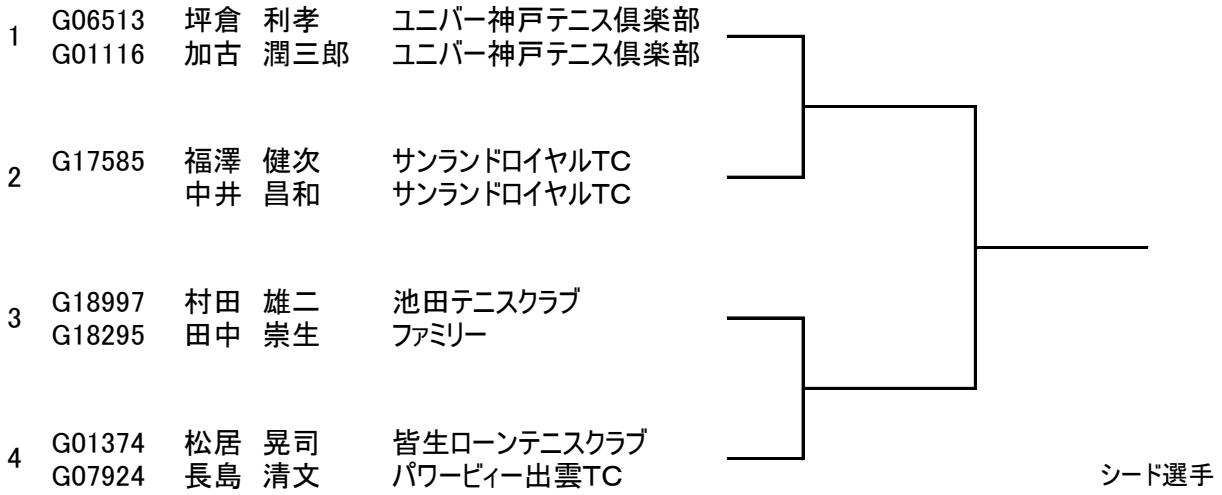 1
G06513 坪倉 利孝 ユニバー神戸テニス倶楽部
G01116 加古 潤三郎 ユニバー神戸テニス倶楽部
2
G17585 福澤 健次 サンランドロイヤルTC
中井 昌和 サンランドロイヤルTC
3
G18997 村田 雄二 池田テニスクラブ
G18295 田中 崇生 ファミリー
4
G01374 松居 晃司 皆生ローンテニスクラブ
G07924 長島 清文 パワービィー出雲TC
シード選手